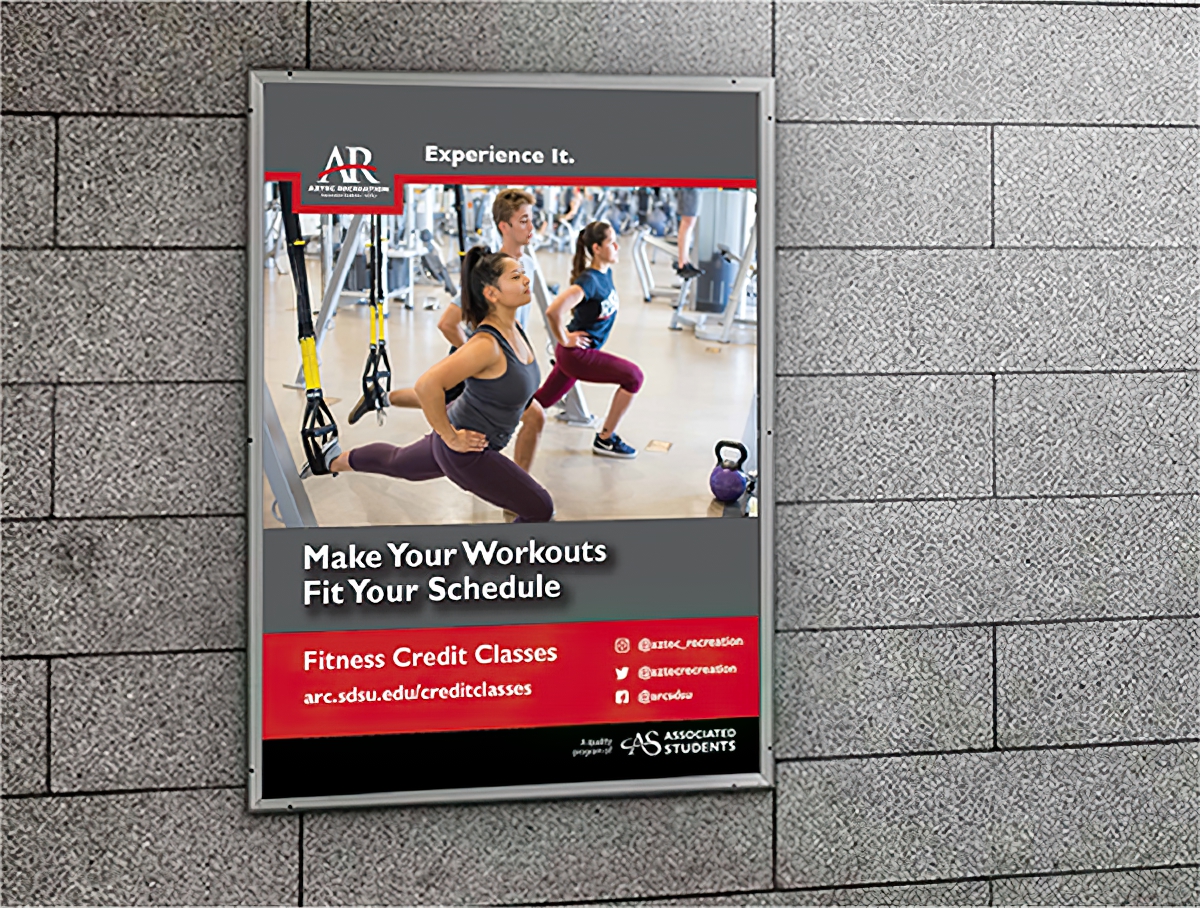 Experience It.
AR
AZTEC RECREATION
Make Your Workouts
Fit Your Schedule
Fitness Credit Classes
arc.sdsu.edu/creditclasses
@aztec_recreation
@aztecrecreation
@arcsdsu
A quality
program of
AS ASSOCIATED
STUDENTS